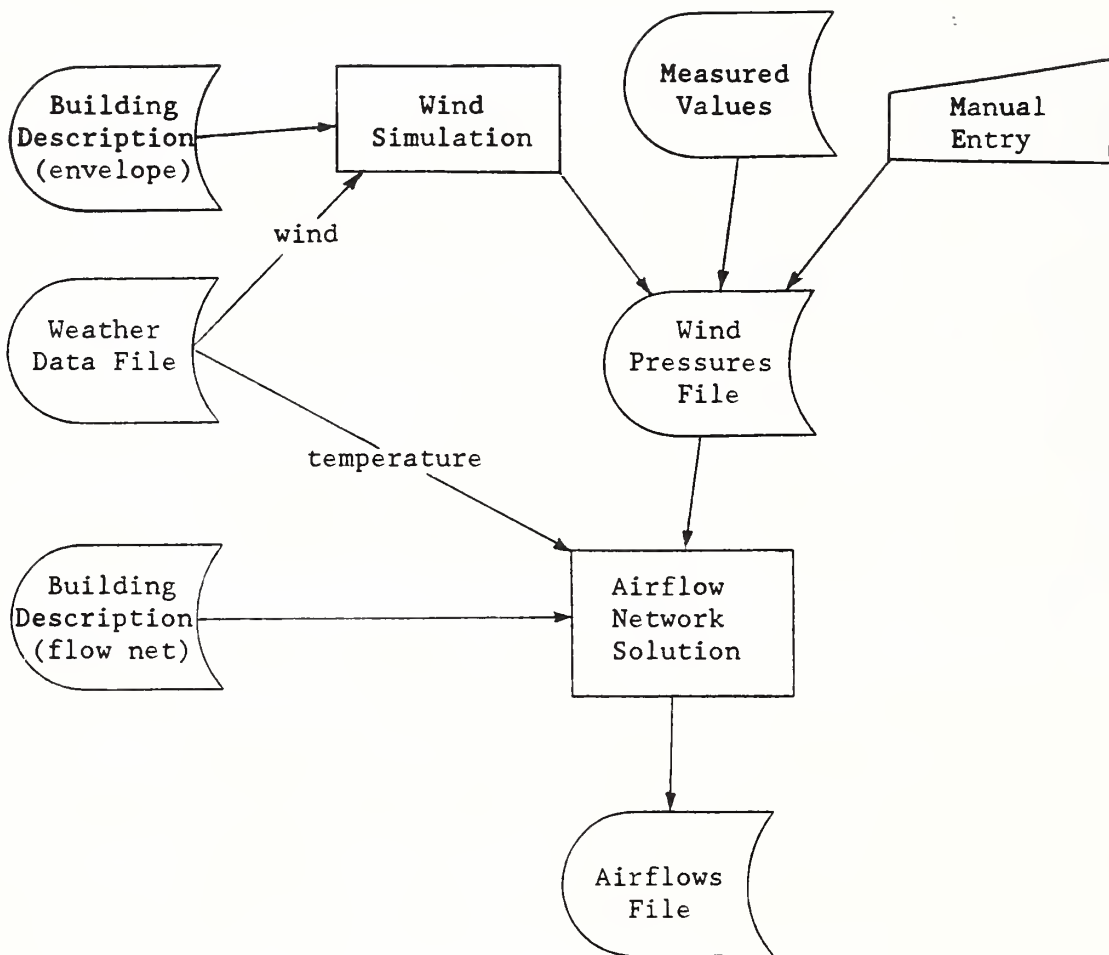 Building
Description
(envelope)
Wind
Simulation
Measured
Values
Manual
Entry
wind
Weather
Data File
Wind
Pressures
File
temperature
Building
Description
(flow net)
Airflow
Network
Solution
Airflows
File